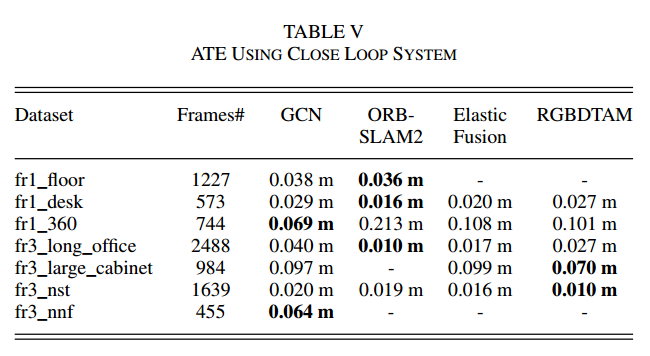 TABLE V
ATE USING CLOSE LOOP SYSTEM
Dataset Frames# GCN ORB- Elastic RGBDTAM
SLAM2 Fusion
fr1_floor 1227 0.038 m 0.036 m - -
fr1_desk 573 0.029 m 0.016 m 0.020 m 0.027 m
fr1_360 744 0.069 m 0.213 m 0.108 m 0.101 m
fr3_long_office 2488 0.040 m 0.010 m 0.017 m 0.027 m
fr3_large_cabinet 984 0.097 m - 0.099 m 0.070 m
fr3_nst 1639 0.020 m 0.019 m 0.016 m 0.010 m
fr3_nnf 455 0.064 m - - -